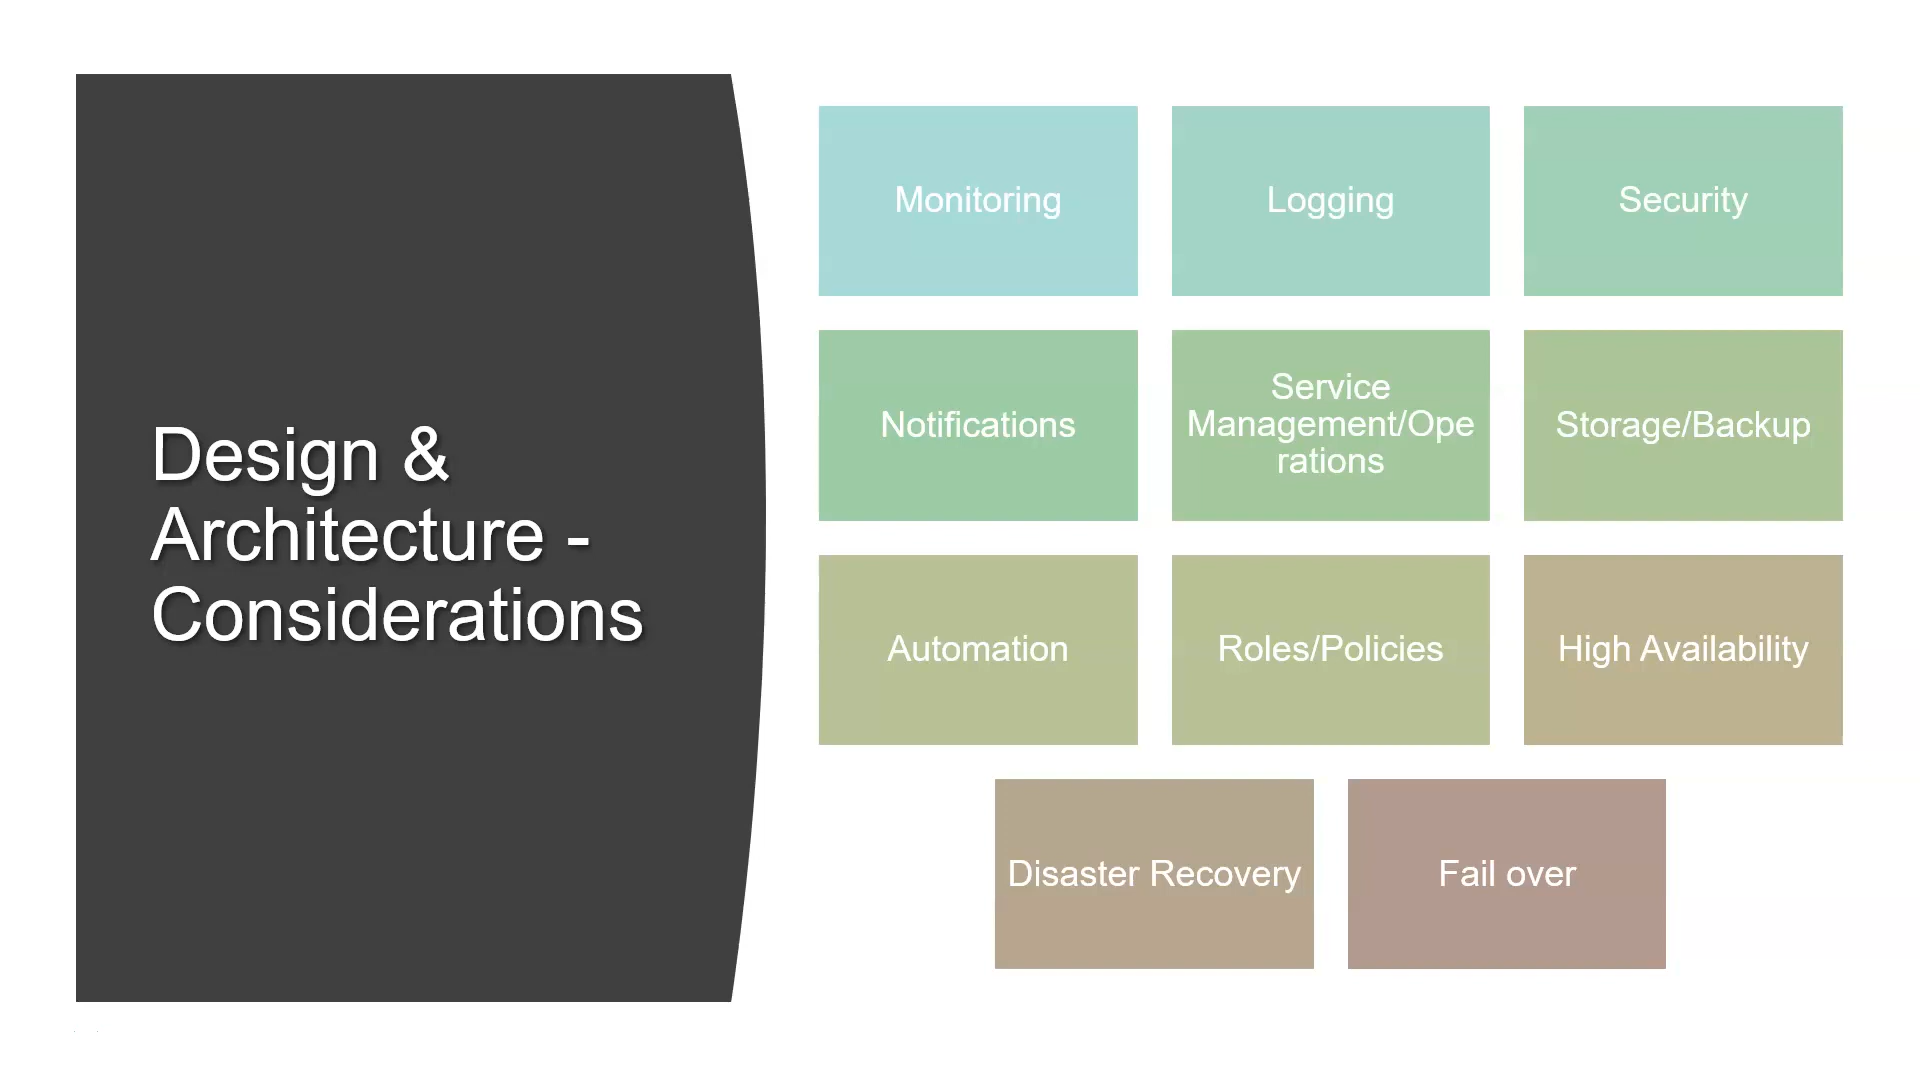 Design &
Architecture -
Considerations
Monitoring
Logging
Security
Notifications
Service
Management/Ope
rations
Storage/Backup
Automation
Roles/Policies
High Availability
Disaster Recovery
Fail over